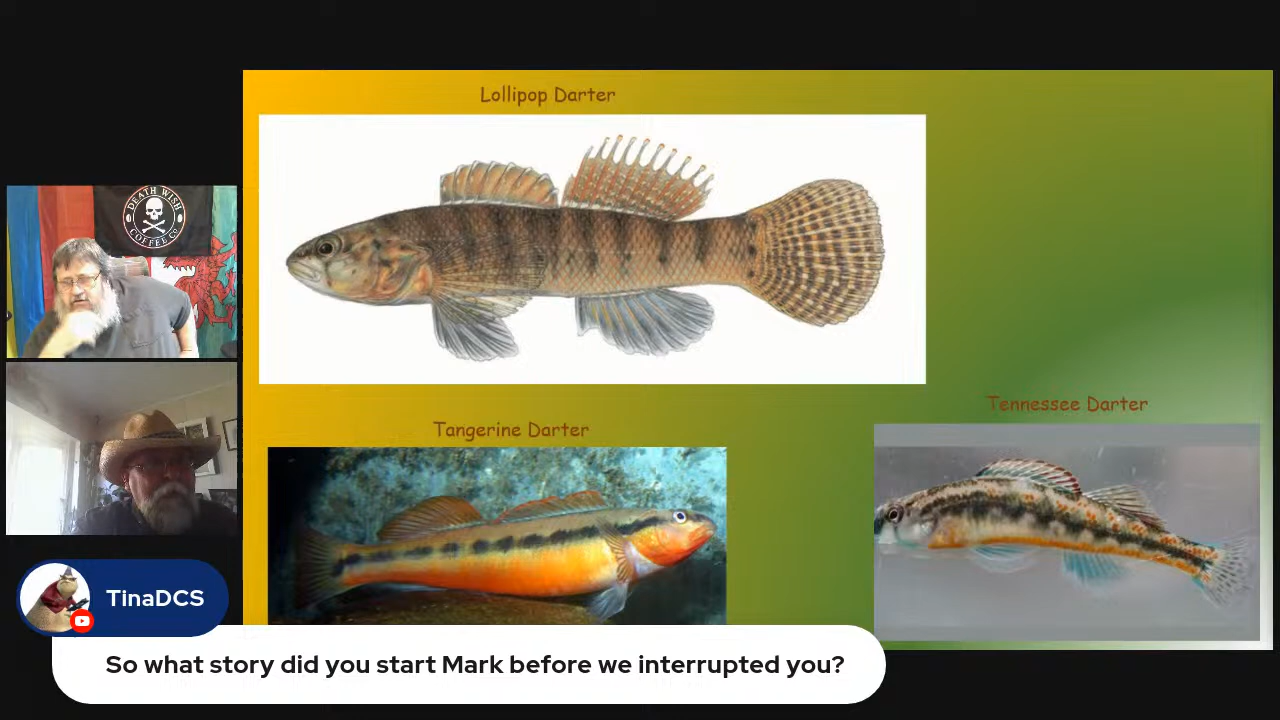 Lollipop Darter
DEATH WISH
COFFEE CO.
Tennessee Darter
Tangerine Darter
TinaDCS
So what story did you start Mark before we interrupted you?